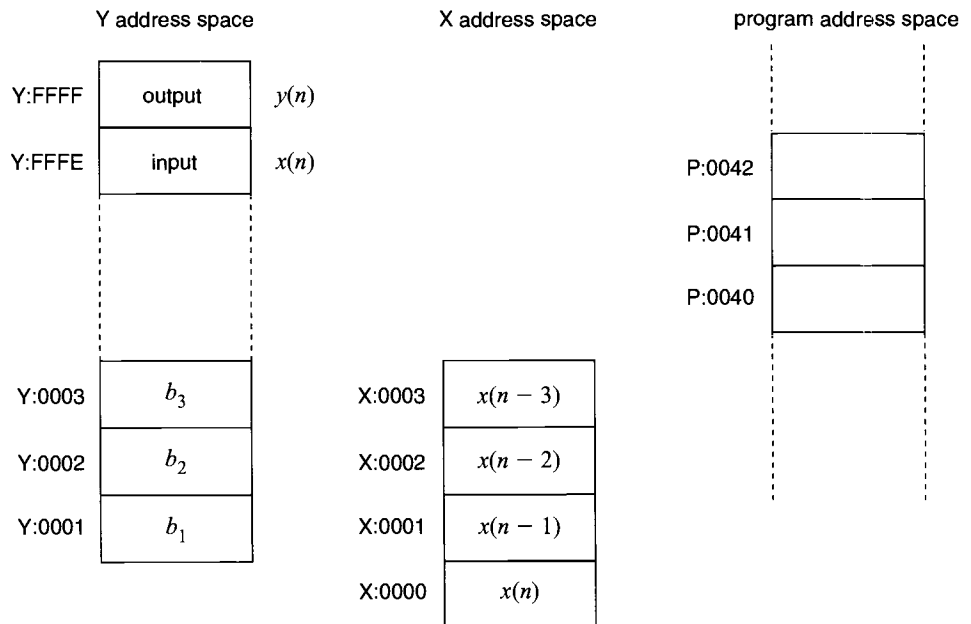 Y address space
X address space
program address space
Y:FFFF output y(n)
Y:FFFE input x(n)
P:0042
P:0041
P:0040
Y:0003 b₃
X:0003 x(n − 3)
Y:0002 b₂
X:0002 x(n − 2)
Y:0001 b₁
X:0001 x(n − 1)
X:0000 x(n)